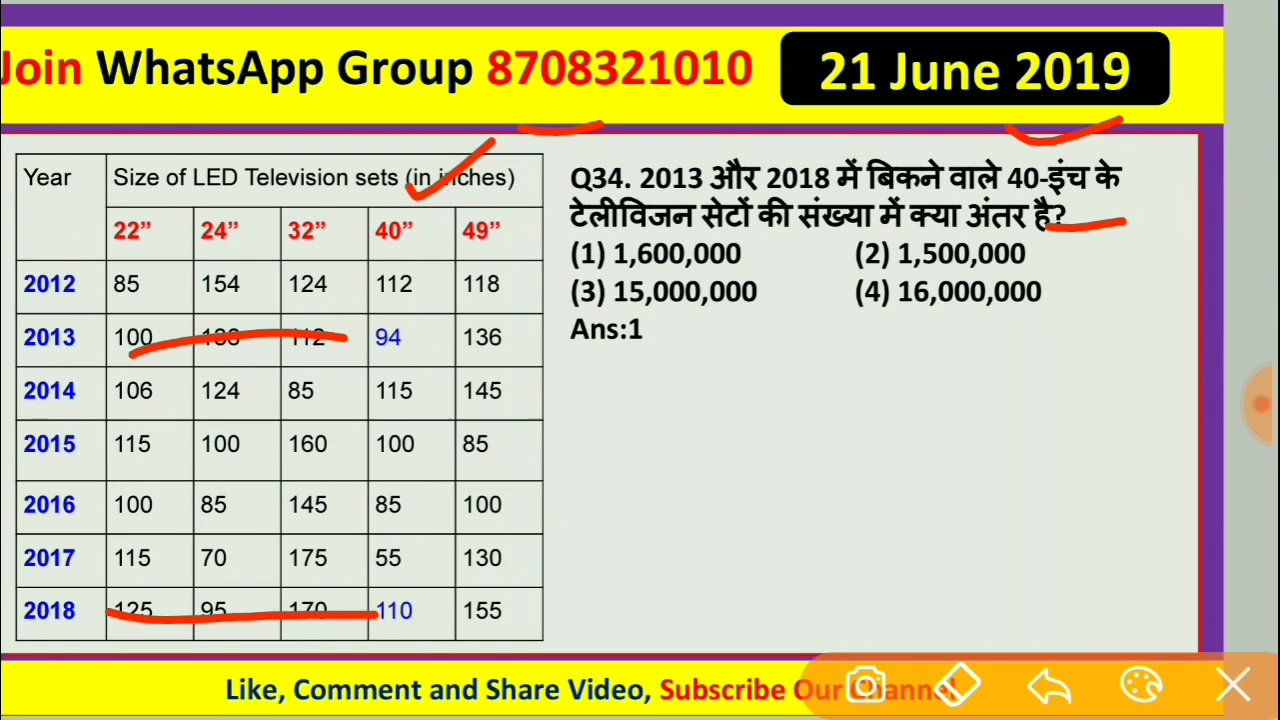 Join WhatsApp Group 8708321010
21 June 2019
Year Size of LED Television sets (in inches)
22” 24” 32” 40” 49”
2012 85 154 124 112 118
2013 100 112 94 136
2014 106 124 85 115 145
2015 115 100 160 100 85
2016 100 85 145 85 100
2017 115 70 175 55 130
2018 125 95 170 110 155
Q34. 2013 और 2018 में बिकने वाले 40-इंच के
टेलीविजन सेटों की संख्या में क्या अंतर है?
(1) 1,600,000 (2) 1,500,000
(3) 15,000,000 (4) 16,000,000
Ans:1
Like, Comment and Share Video, Subscribe Our Channel